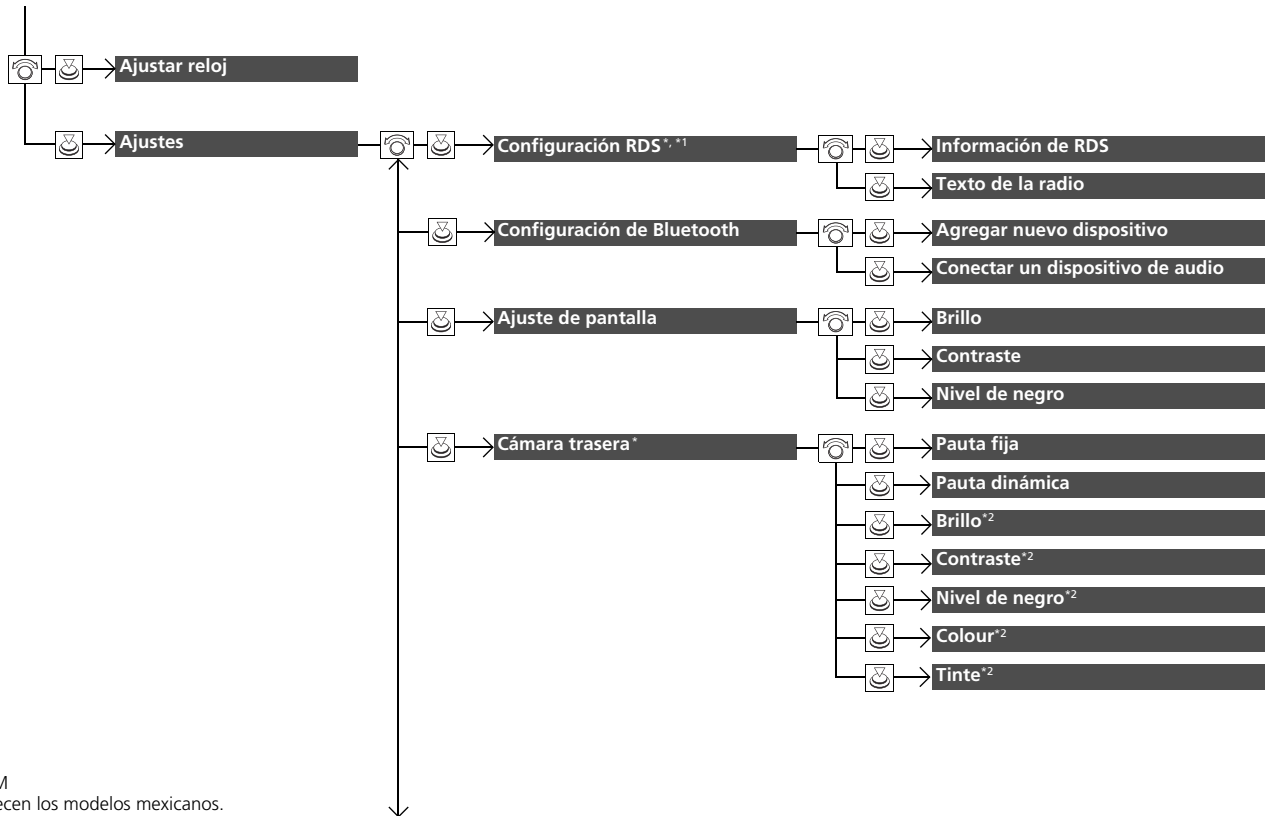 Ajustar reloj
Ajustes
Configuración RDS*, *1
Información de RDS
Texto de la radio
Configuración de Bluetooth
Agregar nuevo dispositivo
Conectar un dispositivo de audio
Ajuste de pantalla
Brillo
Contraste
Nivel de negro
Cámara trasera*
Pauta fija
Pauta dinámica
Brillo*2
Contraste*2
Nivel de negro*2
Colour*2
Tinte*2
los modelos mexicanos.